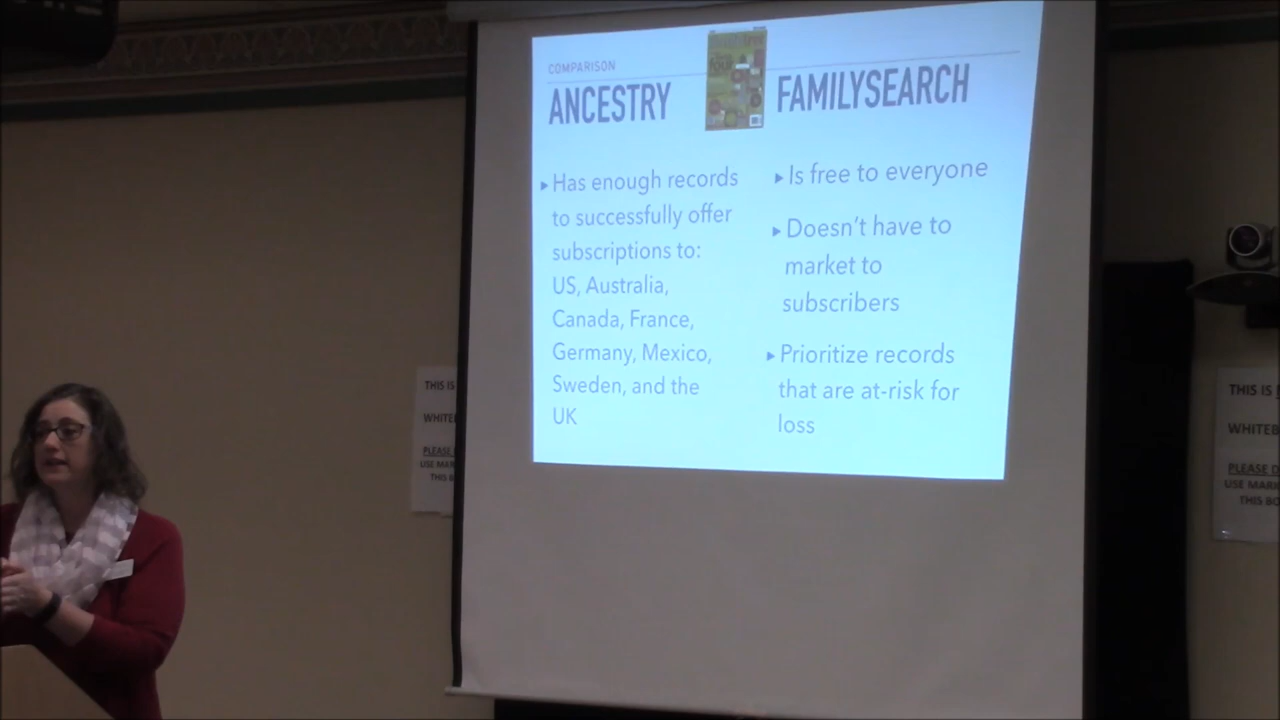 COMPARISON
ANCESTRY
FAMILYSEARCH
▸ Has enough records
to successfully offer
subscriptions to:
US, Australia,
Canada, France,
Germany, Mexico,
Sweden, and the
UK
▸ Is free to everyone
▸ Doesn't have to
market to
subscribers
▸ Prioritize records
that are at-risk for
loss
THIS IS
WHITEB
PLEASE
USE MAR
THIS B
THIS IS
WHITEB
PLEASE D
USE MARK
THIS BO